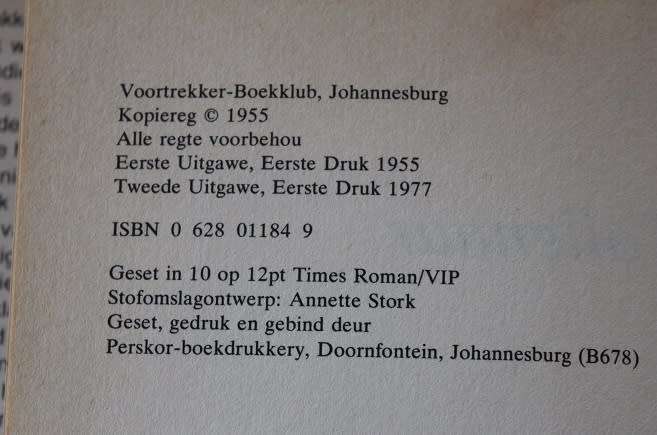 Voortrekker-Boekklub, Johannesburg
Kopiereg © 1955
Alle regte voorbehou
Eerste Uitgawe, Eerste Druk 1955
Tweede Uitgawe, Eerste Druk 1977
ISBN 0 628 01184 9
Geset in 10 op 12pt Times Roman/VIP
Stofomslagontwerp: Annette Stork
Geset, gedruk en gebind deur
Perskor-boekdrukkery, Doornfontein, Johannesburg (B678)